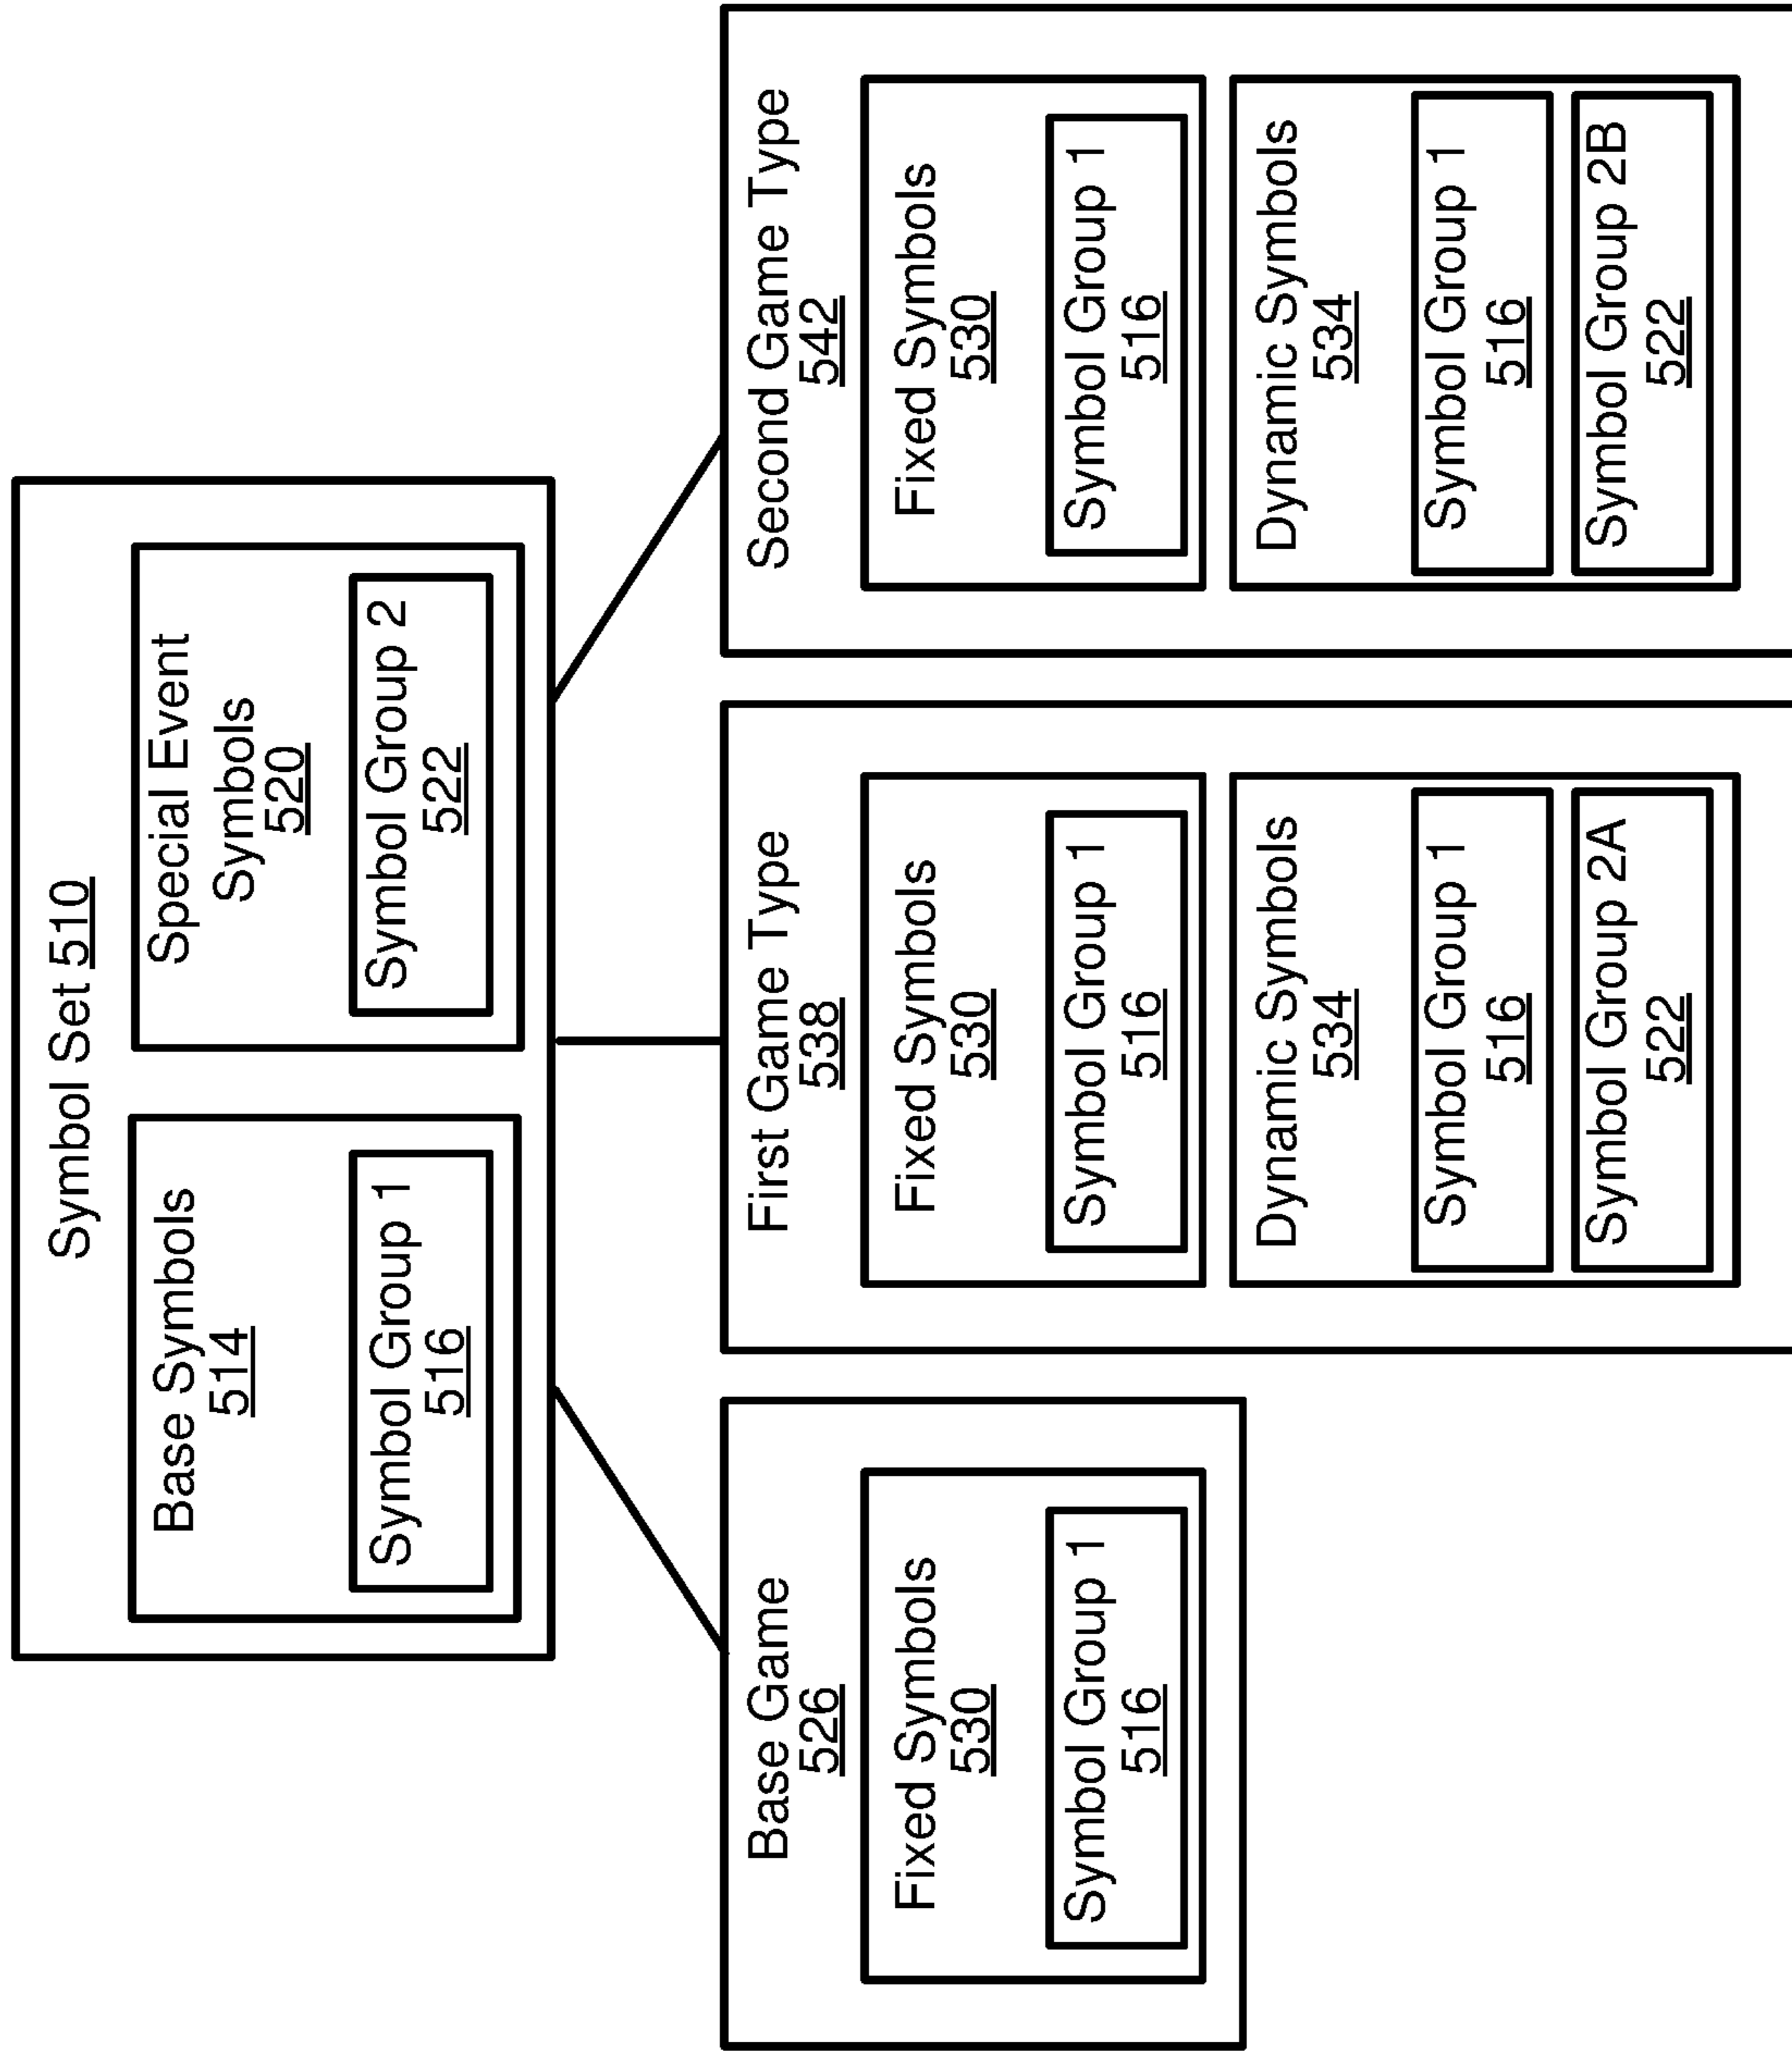 Symbol Set 510
Base Symbols
514
Symbol Group 1
516
Special Event
Symbols
520
Symbol Group 2
522
Base Game
526
Fixed Symbols
530
Symbol Group 1
516
First Game Type
538
Fixed Symbols
530
Symbol Group 1
516
Dynamic Symbols
534
Symbol Group 1
516
Symbol Group 2A
522
Second Game Type
542
Fixed Symbols
530
Symbol Group 1
516
Dynamic Symbols
534
Symbol Group 1
516
Symbol Group 2B
522